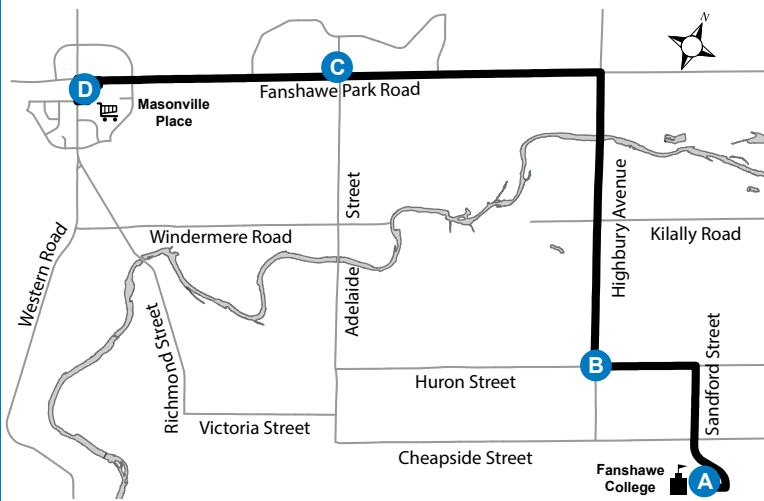 N
D
C
Masonville
Place
Fanshawe Park Road
Western Road
Windermere Road
Adelaide Street
Highbury Avenue
Kilally Road
Richmond Street
B
Huron Street
Sandford Street
Victoria Street
Cheapside Street
Fanshawe
College
A